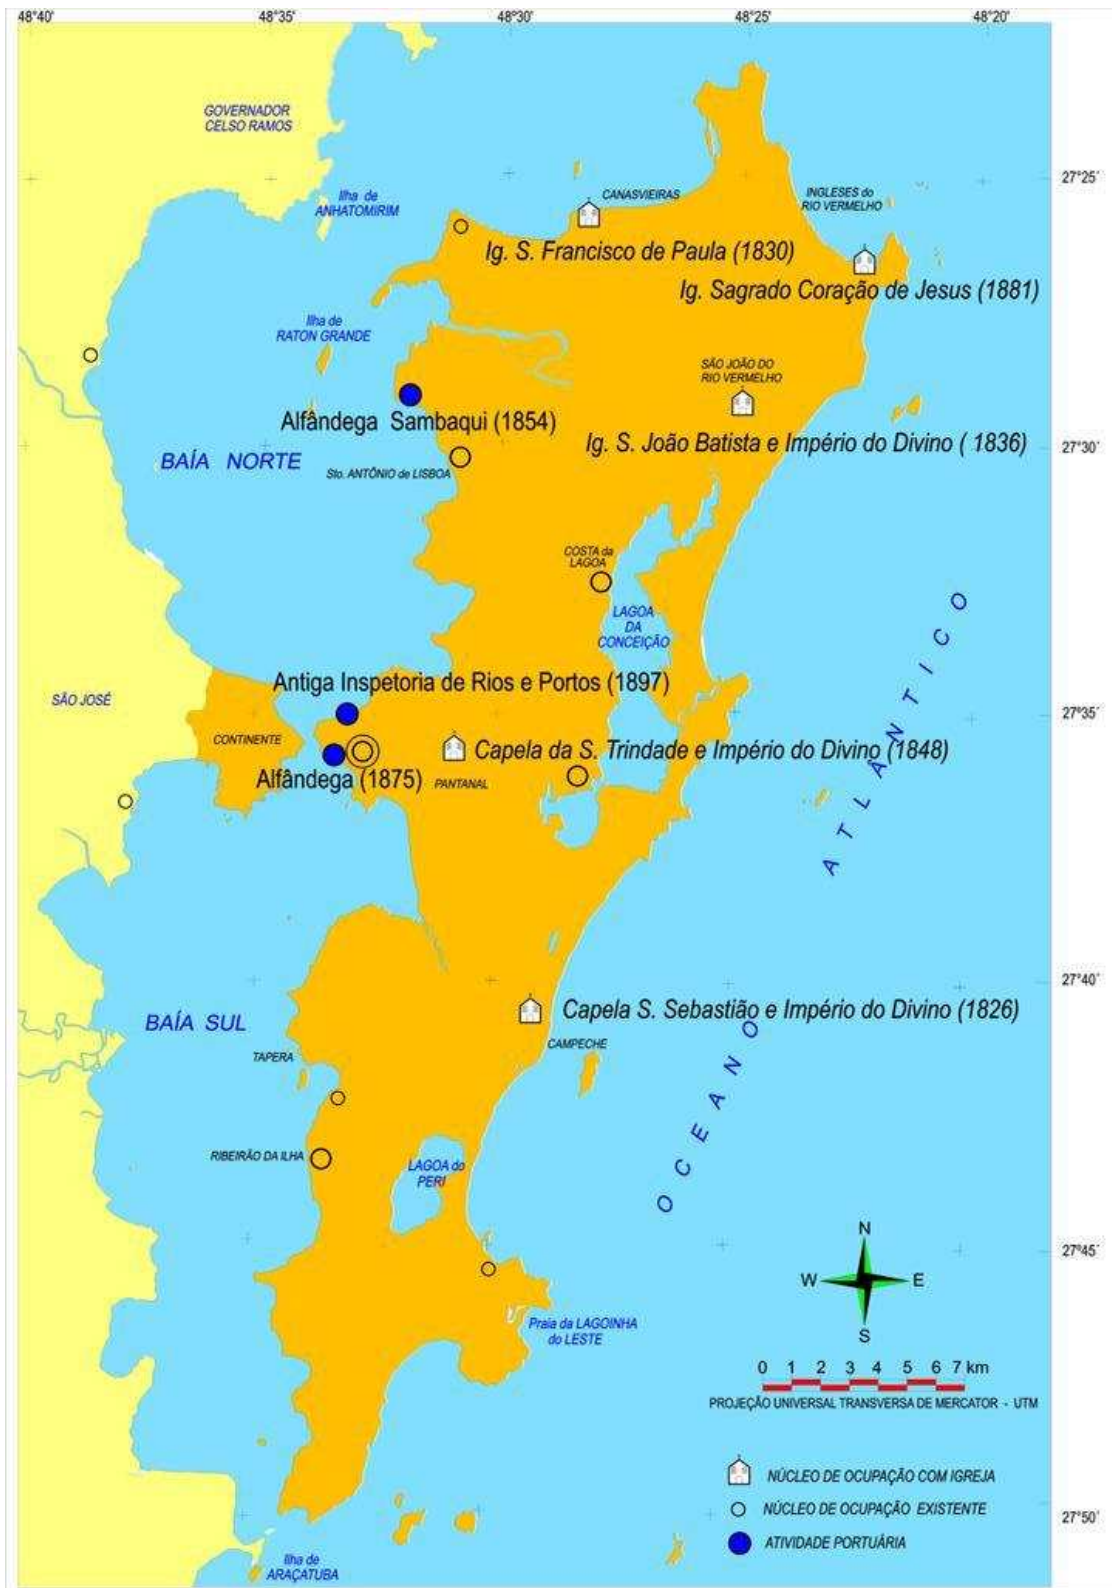 48°40' 48°35' 48°30' 48°25' 48°20'
GOVERNADOR
CELSO RAMOS
27°25'
Ilha de
ANHATOMIRIM
CANASVIEIRAS
INGLESES do
RIO VERMELHO
Ig. S. Francisco de Paula (1830)
Ig. Sagrado Coração de Jesus (1881)
Ilha de
RATON GRANDE
SÃO JOÃO DO
RIO VERMELHO
Alfândega Sambaqui (1854)
Ig. S. João Batista e Império do Divino ( 1836)
27°30'
BAÍA NORTE
Sto. ANTÔNIO de LISBOA
COSTA da
LAGOA
LAGOA
DA
CONCEIÇÃO
Antiga Inspetoria de Rios e Portos (1897)
SÃO JOSÉ
27°35'
CONTINENTE
Capela da S. Trindade e Império do Divino (1848)
Alfândega (1875)
PANTANAL
OCEANO ATLÂNTICO
27°40'
BAÍA SUL
Capela S. Sebastião e Império do Divino (1826)
CAMPECHE
TAPERA
RIBEIRÃO DA ILHA
LAGOA do
PERI
27°45'
N
W E
S
Praia da LAGOINHA
do LESTE
0 1 2 3 4 5 6 7 km
PROJEÇÃO UNIVERSAL TRANSVERSA DE MERCATOR - UTM
NÚCLEO DE OCUPAÇÃO COM IGREJA
NÚCLEO DE OCUPAÇÃO EXISTENTE
27°50'
ATIVIDADE PORTUÁRIA
Ilha de
ARAÇATUBA